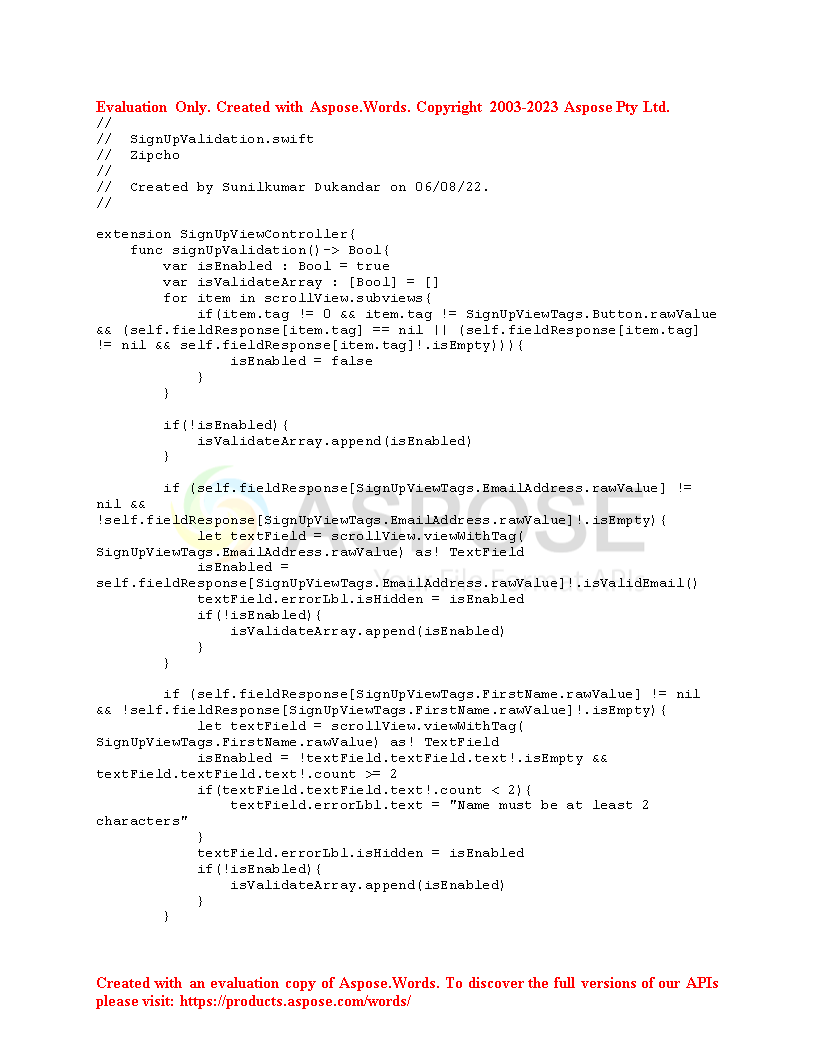 Evaluation Only. Created with Aspose.Words. Copyright 2003-2023 Aspose Pty Ltd.
//
//  SignUpValidation.swift
//  Zipcho
//
//  Created by Sunilkumar Dukandar on 06/08/22.
//

extension SignUpViewController{
    func signUpValidation()-> Bool{
        var isEnabled : Bool = true
        var isValidateArray : [Bool] = []
        for item in scrollView.subviews{
            if(item.tag != 0 && item.tag != SignUpViewTags.Button.rawValue
&& (self.fieldResponse[item.tag] == nil || (self.fieldResponse[item.tag]
!= nil && self.fieldResponse[item.tag]!.isEmpty))){
                isEnabled = false
            }
        }

        if(!isEnabled){
            isValidateArray.append(isEnabled)
        }

        if (self.fieldResponse[SignUpViewTags.EmailAddress.rawValue] !=
nil &&
!self.fieldResponse[SignUpViewTags.EmailAddress.rawValue]!.isEmpty){
            let textField = scrollView.viewWithTag(
SignUpViewTags.EmailAddress.rawValue) as! TextField
            isEnabled =
self.fieldResponse[SignUpViewTags.EmailAddress.rawValue]!.isValidEmail()
            textField.errorLbl.isHidden = isEnabled
            if(!isEnabled){
                isValidateArray.append(isEnabled)
            }
        }

        if (self.fieldResponse[SignUpViewTags.FirstName.rawValue] != nil
&& !self.fieldResponse[SignUpViewTags.FirstName.rawValue]!.isEmpty){
            let textField = scrollView.viewWithTag(
SignUpViewTags.FirstName.rawValue) as! TextField
            isEnabled = !textField.textField.text!.isEmpty &&
textField.textField.text!.count >= 2
            if(textField.textField.text!.count < 2){
                textField.errorLbl.text = "Name must be at least 2
characters"
            }
            textField.errorLbl.isHidden = isEnabled
            if(!isEnabled){
                isValidateArray.append(isEnabled)
            }
        }
ASPOSE
Your File Format APIs
Created with an evaluation copy of Aspose.Words. To discover the full versions of our APIs
please visit: https://products.aspose.com/words/